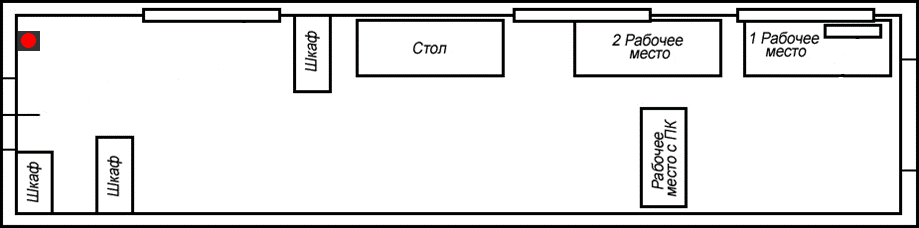 Шкаф
Стол
2 Рабочее
место
1 Рабочее
место
Шкаф
Шкаф
Рабочее
место с ПК